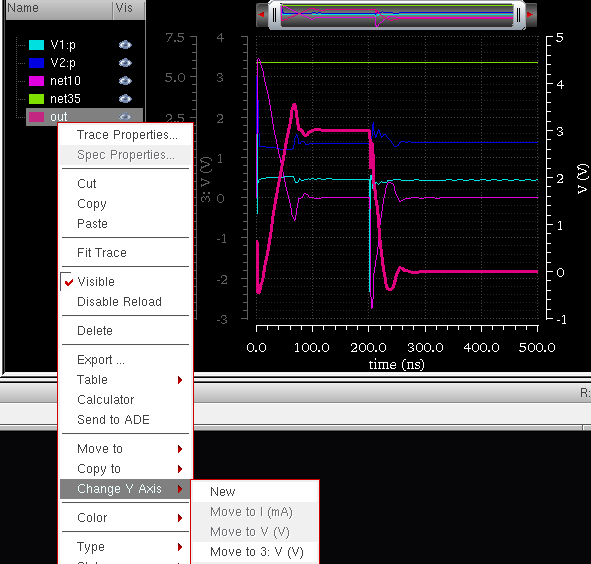 Name Vis
V1:p
V2:p
net10
net35
out
7.5
5.0
2.5
4
3
2
1
0
-1
-2
-3
3: V (V)
5
4
3
2
1
0
-1
V (V)
0.0 100.0 200.0 300.0 400.0 500.0
time (ns)
R:
Trace Properties...
Spec Properties...
Cut
Copy
Paste
Fit Trace
Visible
Disable Reload
Delete
Export ...
Table
Calculator
Send to ADE
Move to
Copy to
Change Y Axis
Color
Type
New
Move to I (mA)
Move to V (V)
Move to 3: V (V)